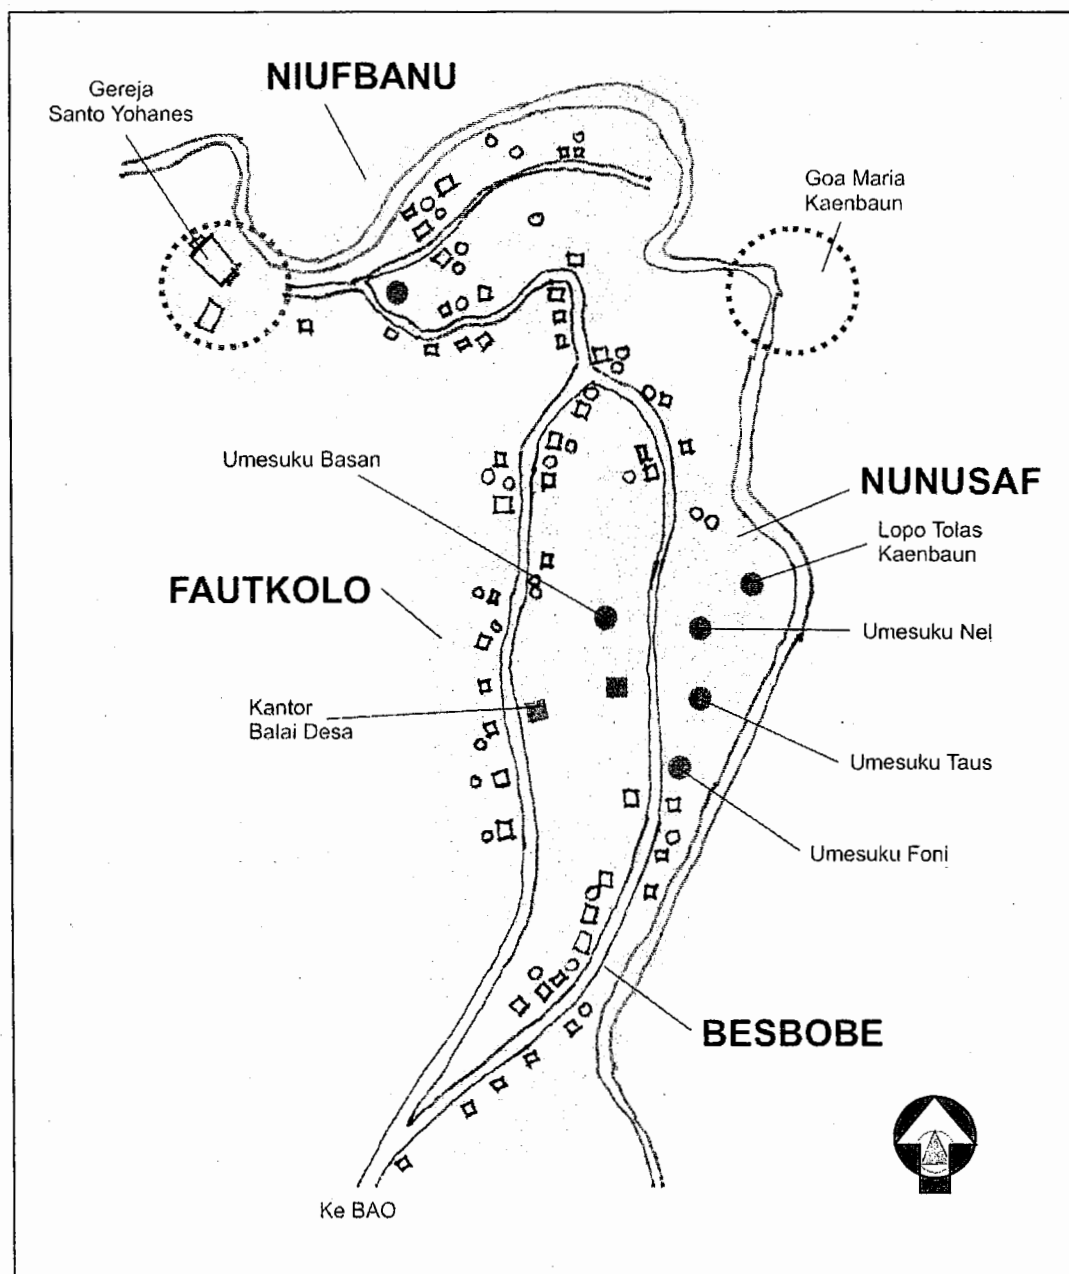 NIUFBANU
Gereja
Santo Yohanes
Goa Maria
Kaenbaun
Umesuku Basan
NUNUSAF
Lopo Tolas
Kaenbaun
FAUTKOLO
Umesuku Nel
Kantor
Balai Desa
Umesuku Taus
Umesuku Foni
BESBOBE
Ke BAO